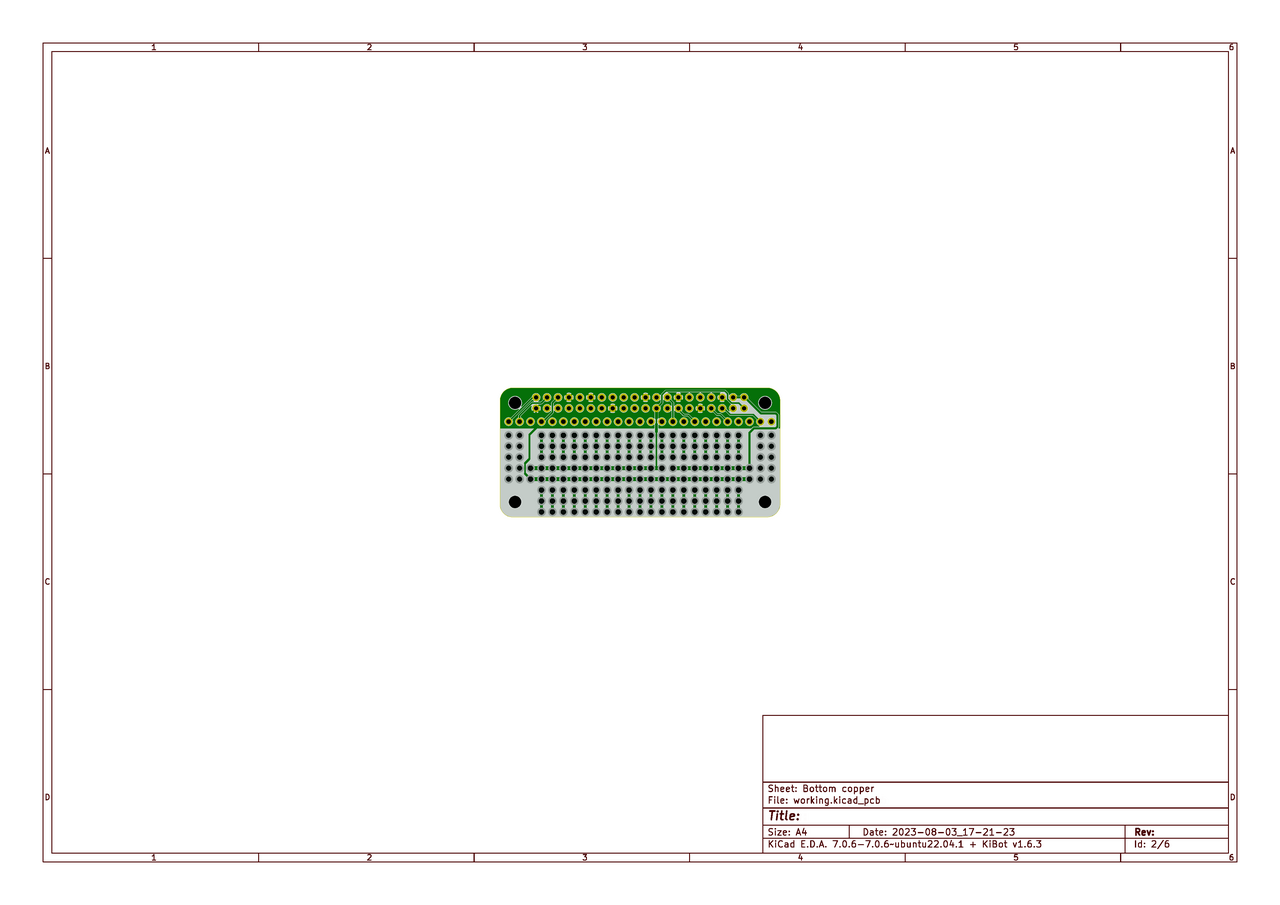 1 2 3 4 5 6
A A
B B
C C
D D
Sheet: Bottom copper
File: working.kicad_pcb
Title:
Size: A4 Date: 2023-08-03_17-21-23 Rev:
KiCad E.D.A. 7.0.6-7.0.6~ubuntu22.04.1 + KiBot v1.6.3 Id: 2/6
1 2 3 4 5 6